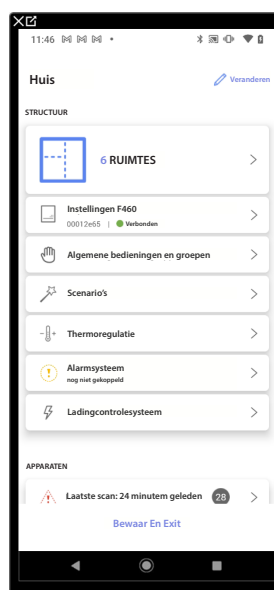 11:46
Huis
Veranderen
STRUCTUUR
6 RUIMTES
Instellingen F460
00012e65 | Verbonden
Algemene bedieningen en groepen
Scenario's
Thermoregulatie
Alarmsysteem
nog niet gekoppeld
Ladingcontrolesysteem
APPARATEN
Laatste scan: 24 minutem geleden 28
Bewaar En Exit